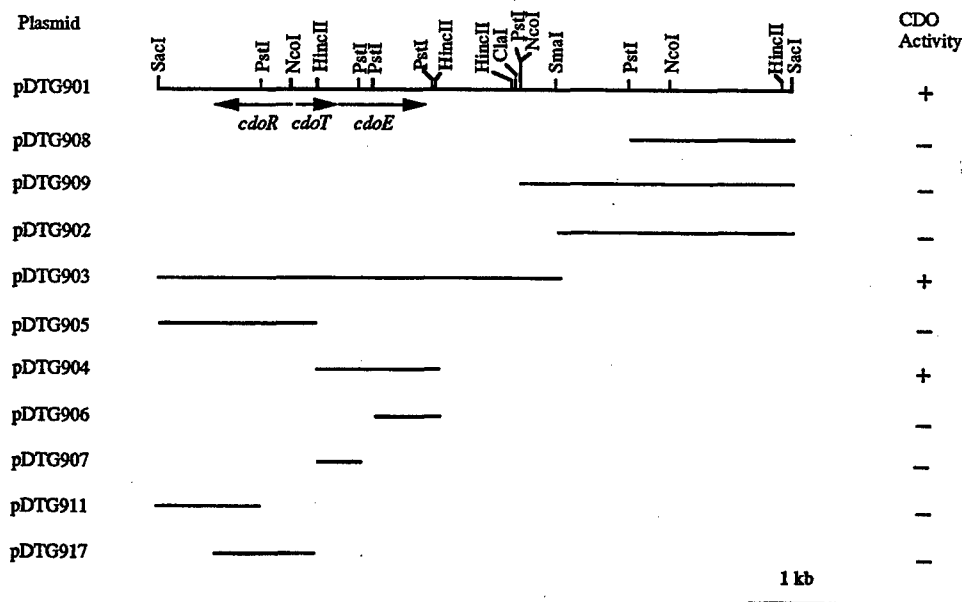 Plasmid
CDO
Activity
SacI
PstI
NcoI
HincII
PstI
PstI
PstI
HincII
HincII
ClaI
PstI
NcoI
SmaI
PstI
NcoI
HincII
SacI
pDTG901
+
cdoR
cdoT
cdoE
pDTG908
−
pDTG909
−
pDTG902
−
pDTG903
+
pDTG905
−
pDTG904
+
pDTG906
−
pDTG907
−
pDTG911
−
pDTG917
−
1 kb